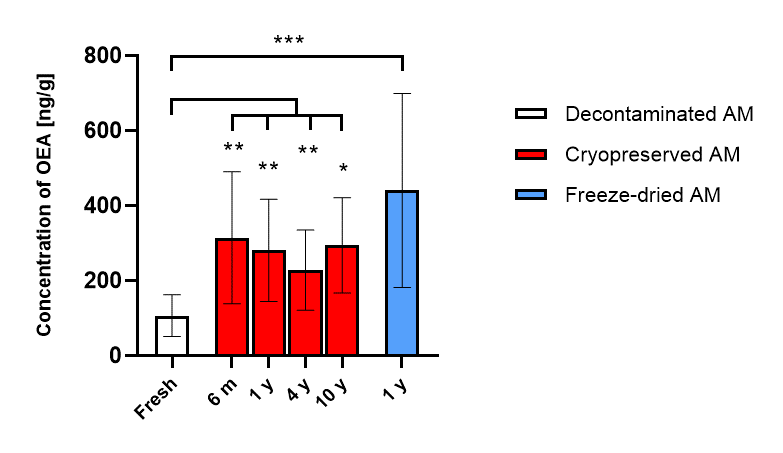 ***
800
600
400
200
0
Concentration of OEA [ng/g]
**
**
**
*
Fresh
6 m
1 y
4 y
10 y
1 y
Decontaminated AM
Cryopreserved AM
Freeze-dried AM